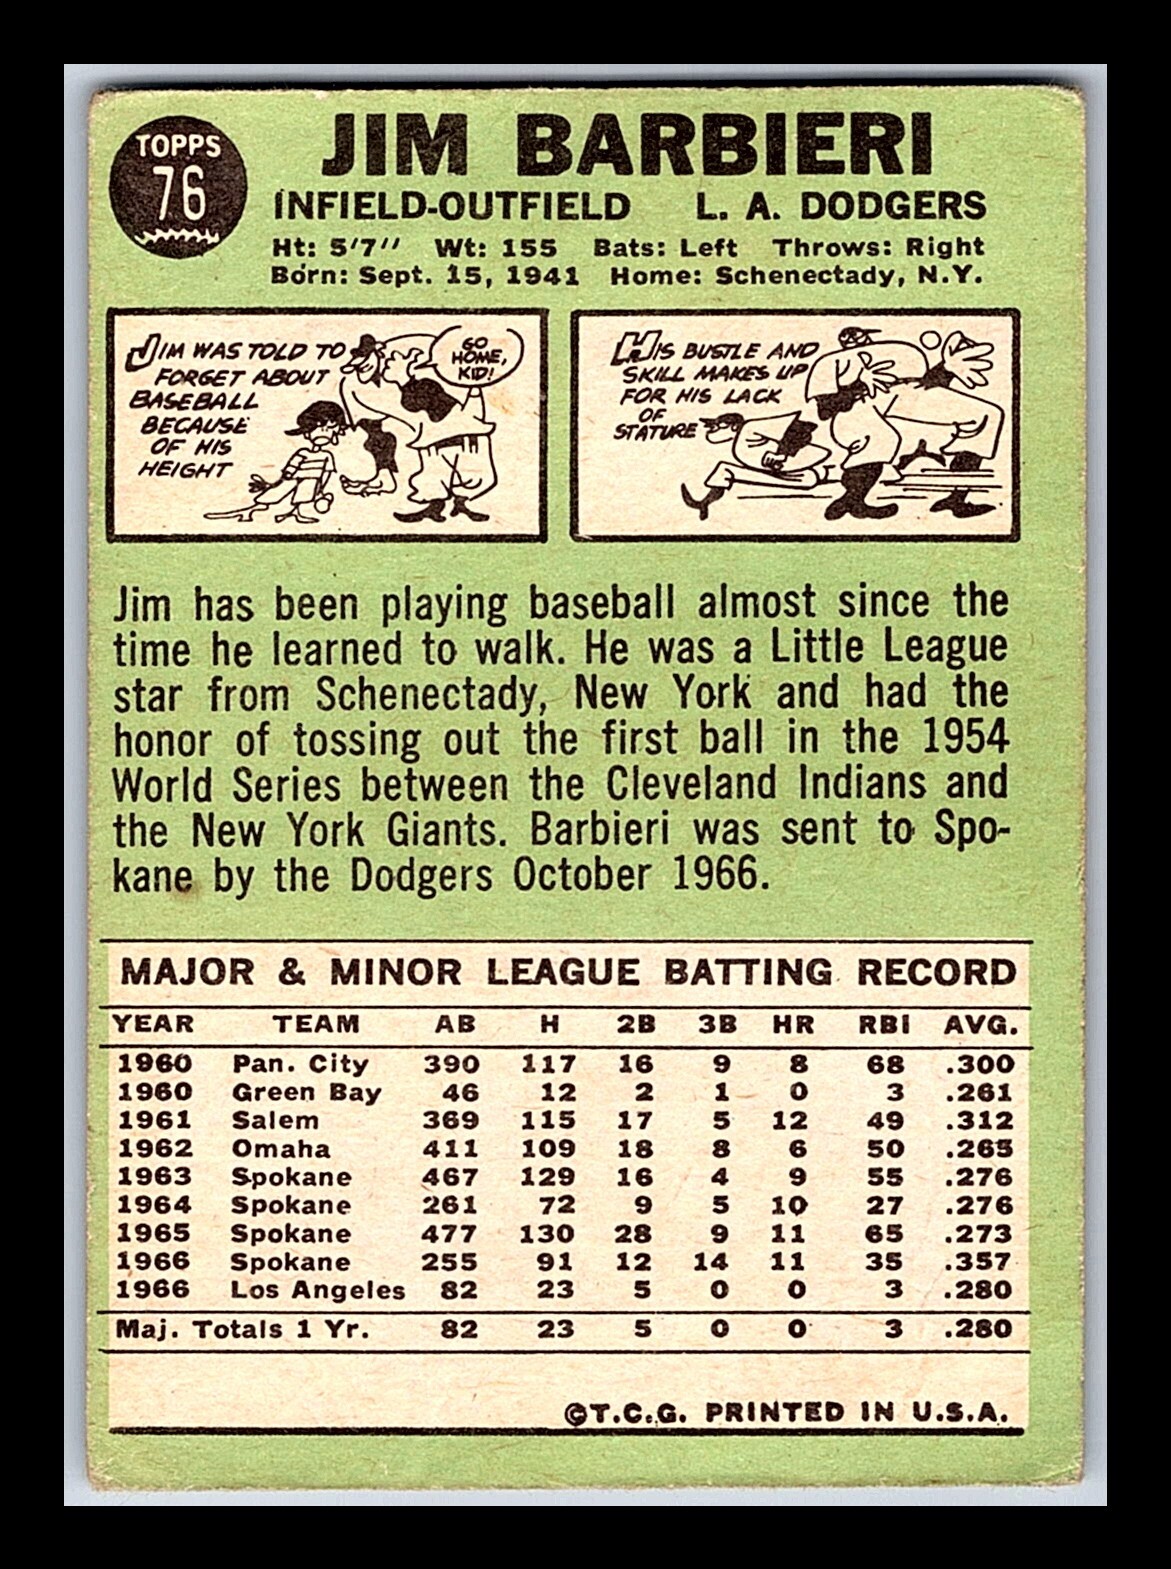 TOPPS
76
JIM BARBIERI
INFIELD-OUTFIELD L. A. DODGERS
Ht: 5'7'' Wt: 155 Bats: Left Throws: Right
Born: Sept. 15, 1941 Home: Schenectady, N.Y.
JIM WAS TOLD TO
FORGET ABOUT
BASEBALL
BECAUSE
OF HIS
HEIGHT
GO
HOME,
KID!
HIS BUSTLE AND
SKILL MAKES UP
FOR HIS LACK
OF
STATURE
Jim has been playing baseball almost since the
time he learned to walk. He was a Little League
star from Schenectady, New York and had the
honor of tossing out the first ball in the 1954
World Series between the Cleveland Indians and
the New York Giants. Barbieri was sent to Spo-
kane by the Dodgers October 1966.
MAJOR & MINOR LEAGUE BATTING RECORD
YEAR TEAM AB H 2B 3B HR RBI AVG.
1960 Pan. City 390 117 16 9 8 68 .300
1960 Green Bay 46 12 2 1 0 3 .261
1961 Salem 369 115 17 5 12 49 .312
1962 Omaha 411 109 18 8 6 50 .265
1963 Spokane 467 129 16 4 9 55 .276
1964 Spokane 261 72 9 5 10 27 .276
1965 Spokane 477 130 28 9 11 65 .273
1966 Spokane 255 91 12 14 11 35 .357
1966 Los Angeles 82 23 5 0 0 3 .280
Maj. Totals 1 Yr. 82 23 5 0 0 3 .280
©T.C.G. PRINTED IN U.S.A.